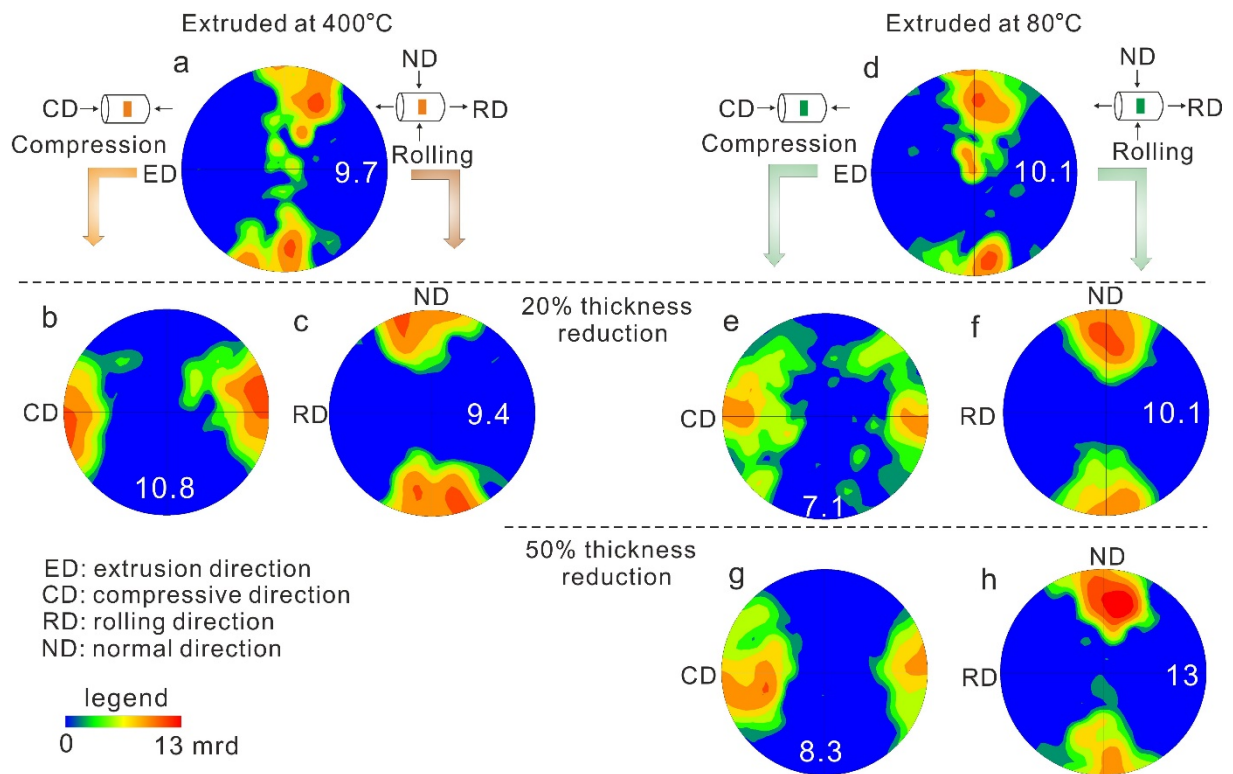 Extruded at 400°C
Extruded at 80°C
a
ND
CD
RD
Compression
ED
9.7
Rolling
d
ND
CD
RD
Compression
ED
10.1
Rolling
20% thickness
reduction
b
CD
10.8
c
ND
RD
9.4
e
CD
7.1
f
ND
RD
10.1
50% thickness
reduction
g
CD
8.3
h
ND
RD
13
ED: extrusion direction
CD: compressive direction
RD: rolling direction
ND: normal direction
legend
0
13 mrd